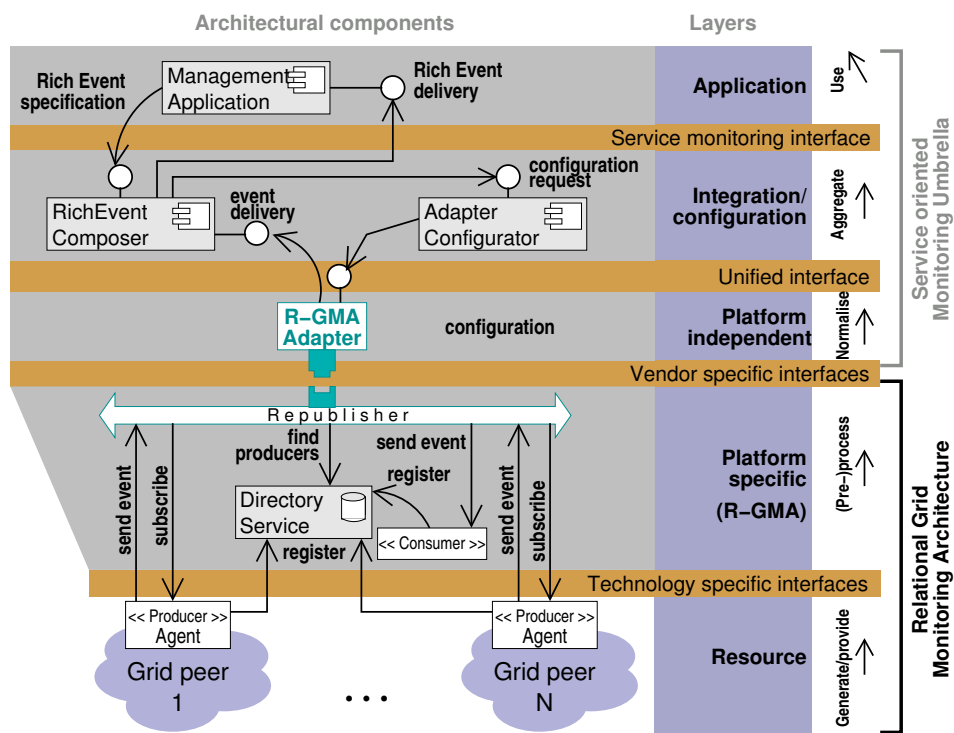 Architectural components
Layers
Rich Event
specification
Management
Application
Rich Event
delivery
Application
Use
Service monitoring interface
configuration
request
event
delivery
RichEvent
Composer
Adapter
Configurator
Integration/
configuration
Aggregate
Service oriented
Monitoring Umbrella
Unified interface
R−GMA
Adapter
configuration
Platform
independent
Normalise
Vendor specific interfaces
Republisher
find
producers
send event
register
send event
subscribe
Directory
Service
<< Consumer >>
register
send event
subscribe
Platform
specific
(R−GMA)
(Pre−)process
Relational Grid
Monitoring Architecture
Technology specific interfaces
<< Producer >>
Agent
<< Producer >>
Agent
Grid peer
1
. . .
Grid peer
N
Resource
Generate/provide